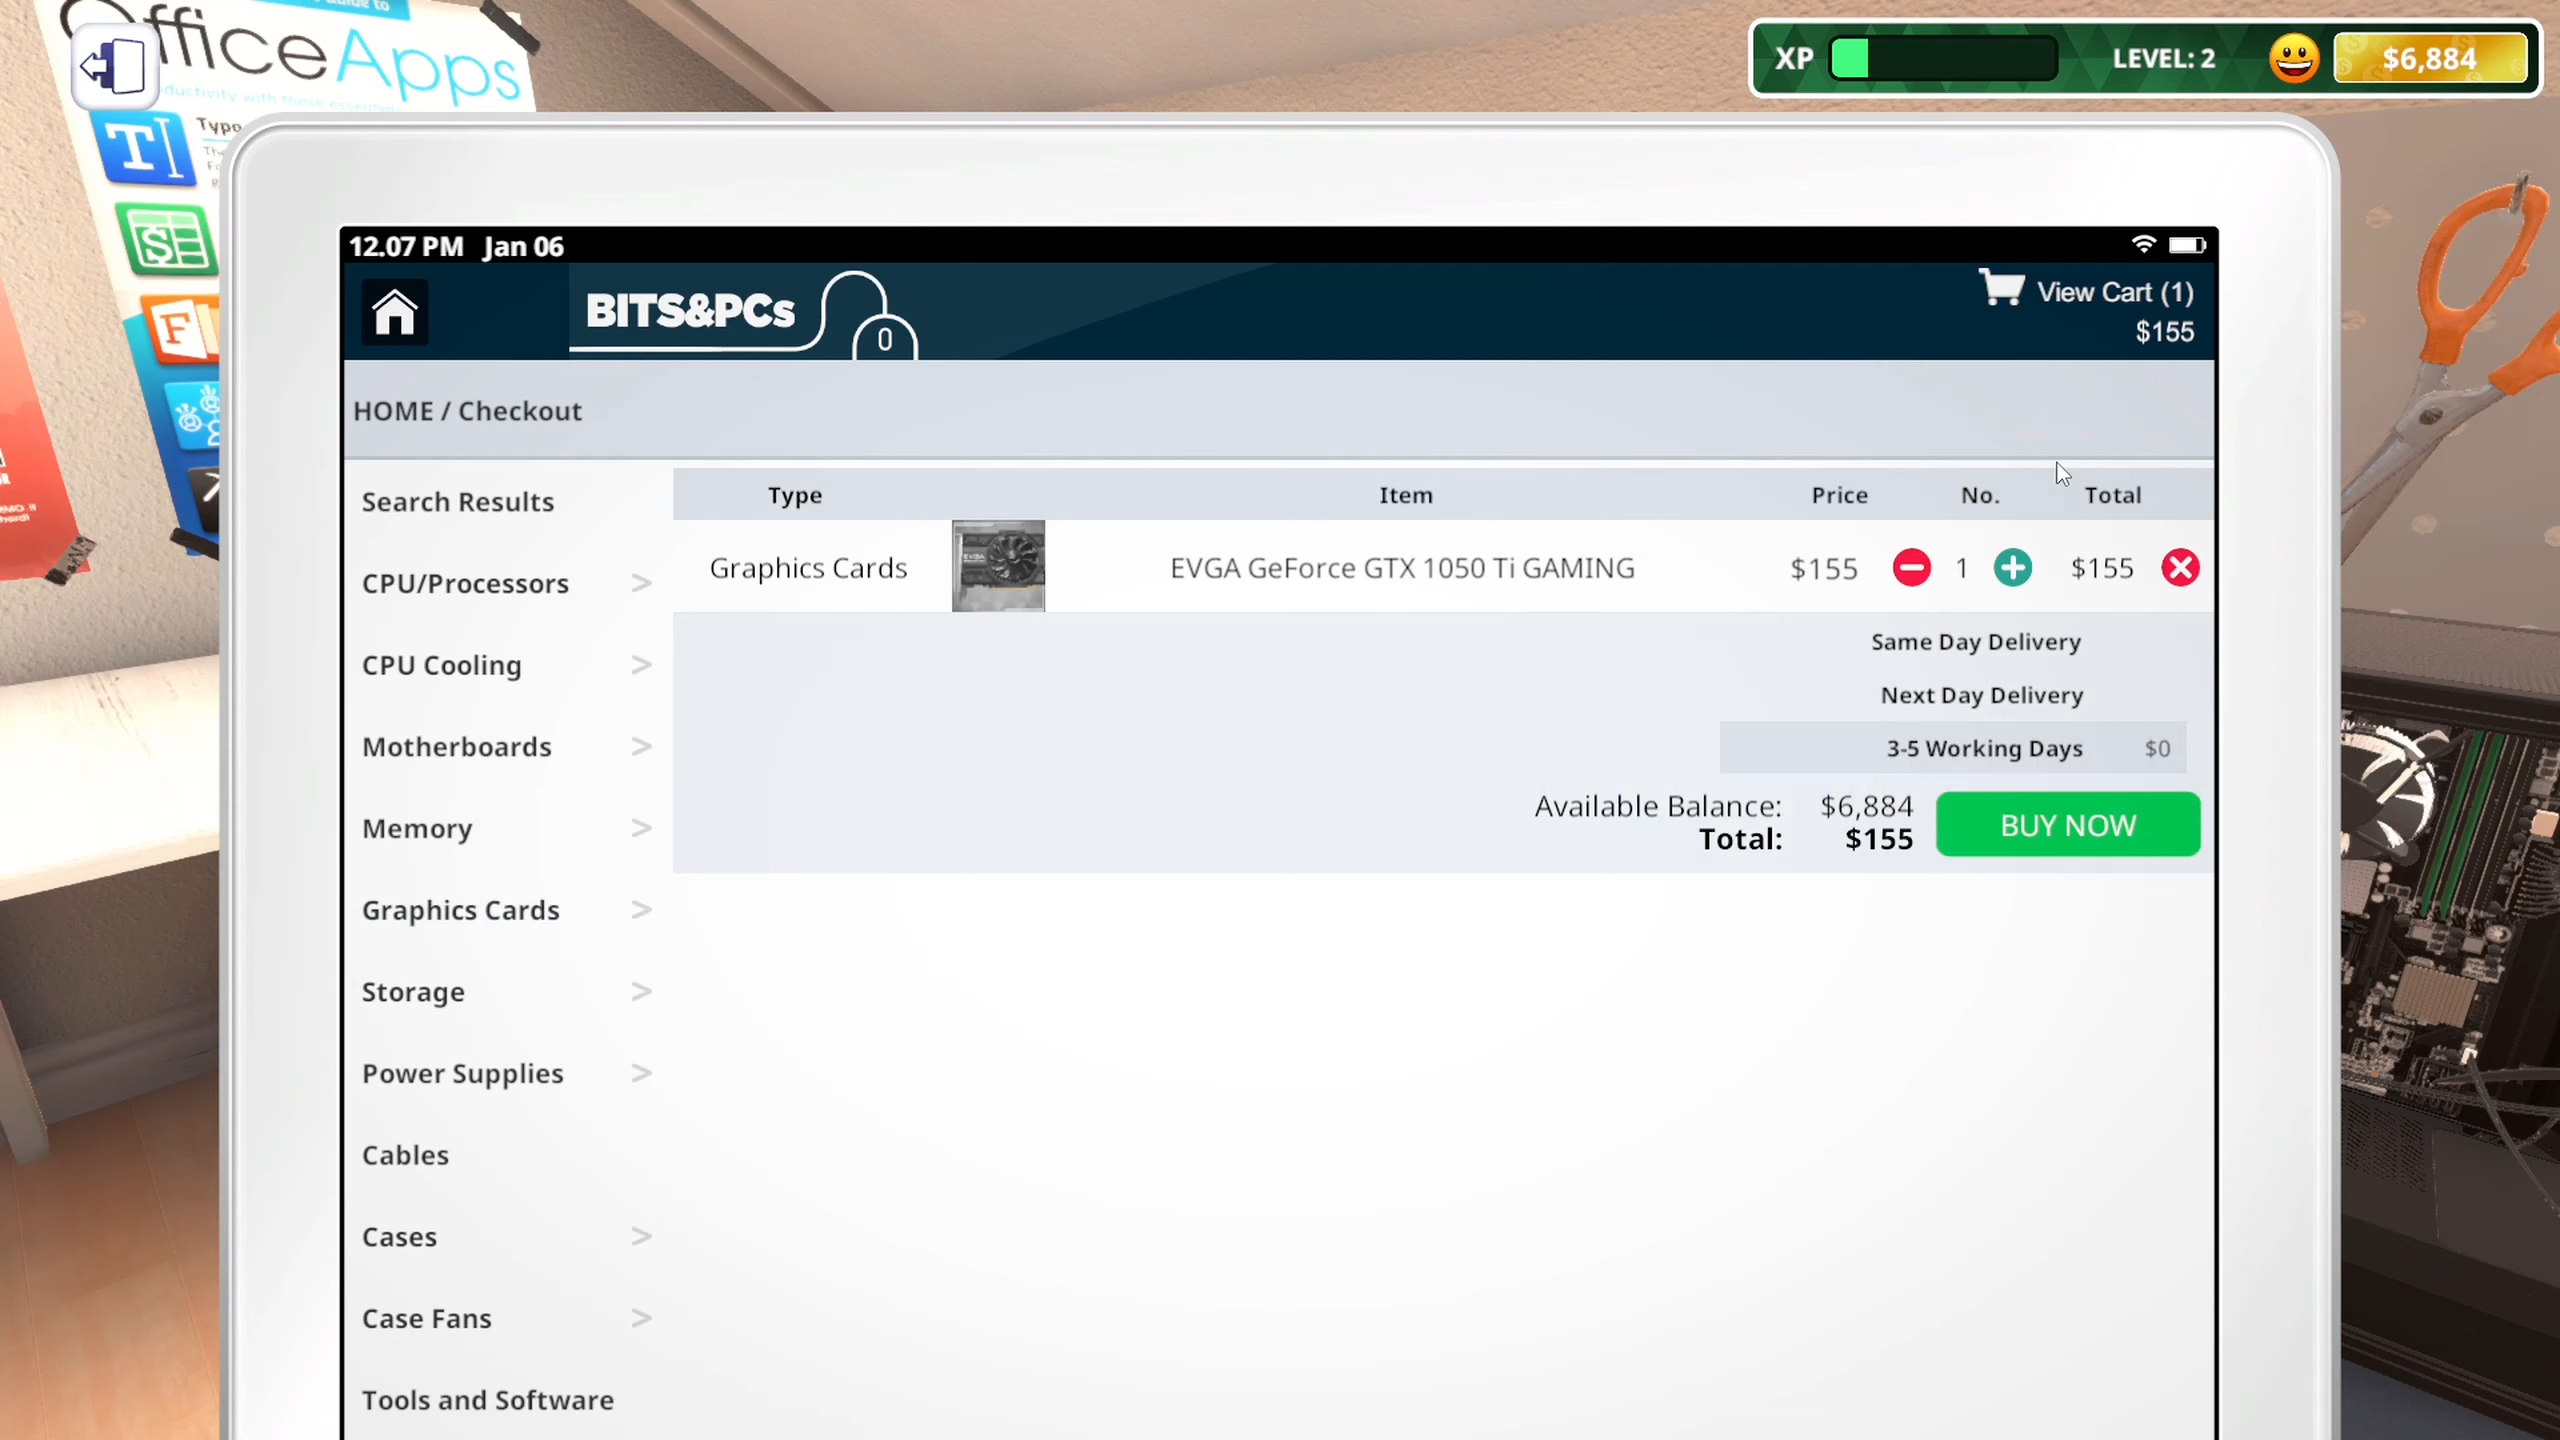 OfficeApps
XP
LEVEL: 2
$6,884
Typo
T
$
F
12.07 PM Jan 06
BITS&PCs
View Cart (1)
$155
HOME / Checkout
Search Results
CPU/Processors >
CPU Cooling >
Motherboards >
Memory >
Graphics Cards >
Storage >
Power Supplies >
Cables
Cases >
Case Fans >
Tools and Software
Type Item Price No. Total
Graphics Cards EVGA GeForce GTX 1050 Ti GAMING $155 1 $155
Same Day Delivery
Next Day Delivery
3-5 Working Days $0
Available Balance: $6,884
Total: $155
BUY NOW